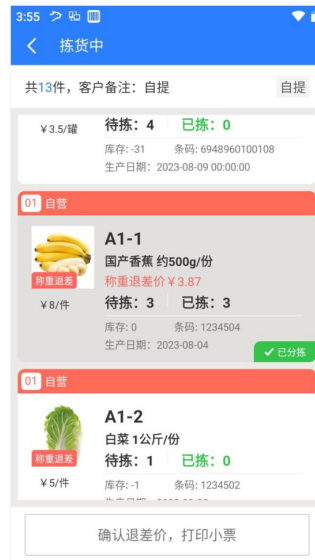 3:55
拣货中
共13件，客户备注：自提 自提
¥3.5/罐
待拣：4 已拣：0
库存: -31 条码: 6948960100108
生产日期：2023-08-09 00:00:00
01 自营
A1-1
国产香蕉 约500g/份
称重退差价￥3.87
称重退差
¥8/件
待拣：3 已拣：3
库存: 0 条码: 1234504
生产日期：2023-08-04
已分拣
01 自营
A1-2
白菜 1公斤/份
称重退差
待拣：1 已拣：0
¥5/件
库存: -1 条码: 1234502
确认退差价，打印小票